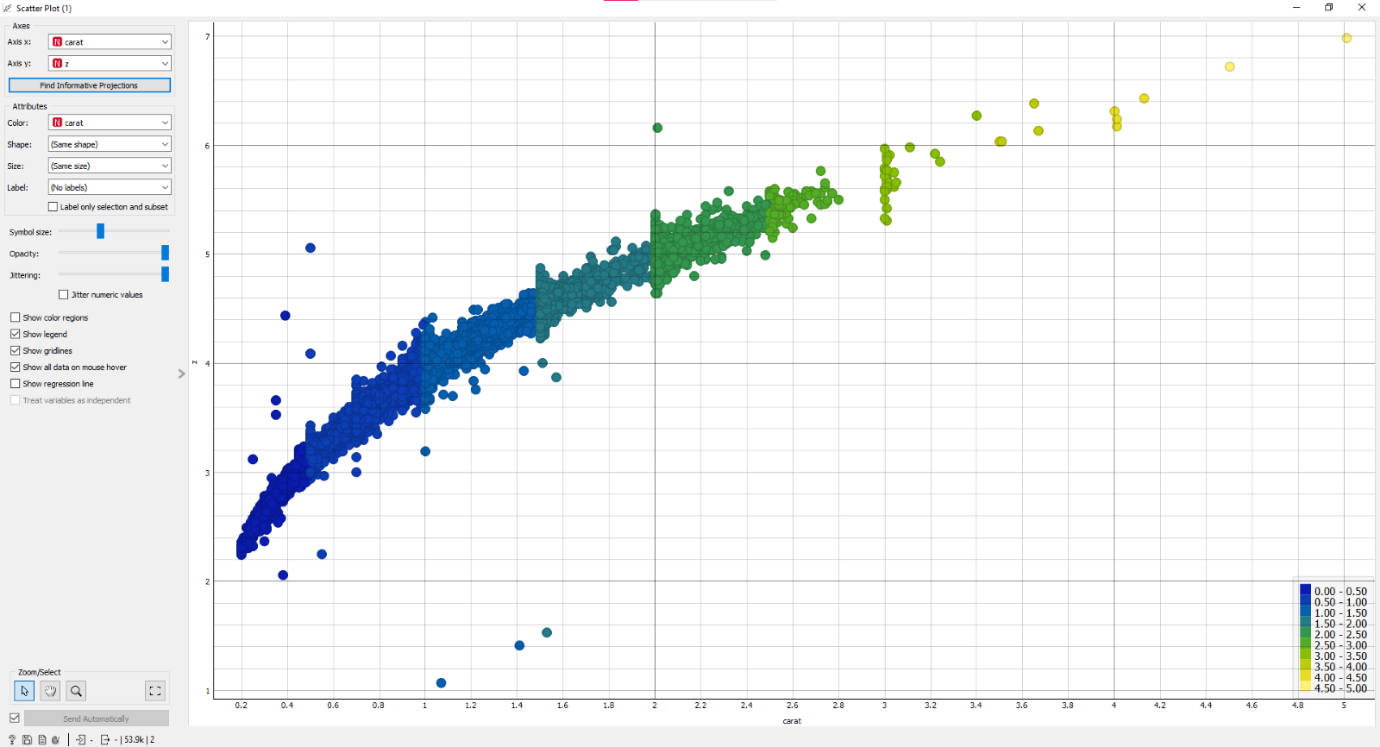 Scatter Plot (1)
Axes
Axis x: N carat
Axis y: N z
Find Informative Projections
Attributes
Color: N carat
Shape: (Same shape)
Size: (Same size)
Label: (No labels)
Label only selection and subset
Symbol size:
Opacity:
Jittering:
Jitter numeric values
Show color regions
Show legend
Show gridlines
Show all data on mouse hover
Show regression line
Treat variables as independent
Zoom/Select
Send Automatically
? - - | 53.9k | 2
7
6
5
4
3
2
1
z
0.2 0.4 0.6 0.8 1 1.2 1.4 1.6 1.8 2 2.2 2.4 2.6 2.8 3 3.2 3.4 3.6 3.8 4 4.2 4.4 4.6 4.8 5
carat
0.00 - 0.50
0.50 - 1.00
1.00 - 1.50
1.50 - 2.00
2.00 - 2.50
2.50 - 3.00
3.00 - 3.50
3.50 - 4.00
4.00 - 4.50
4.50 - 5.00